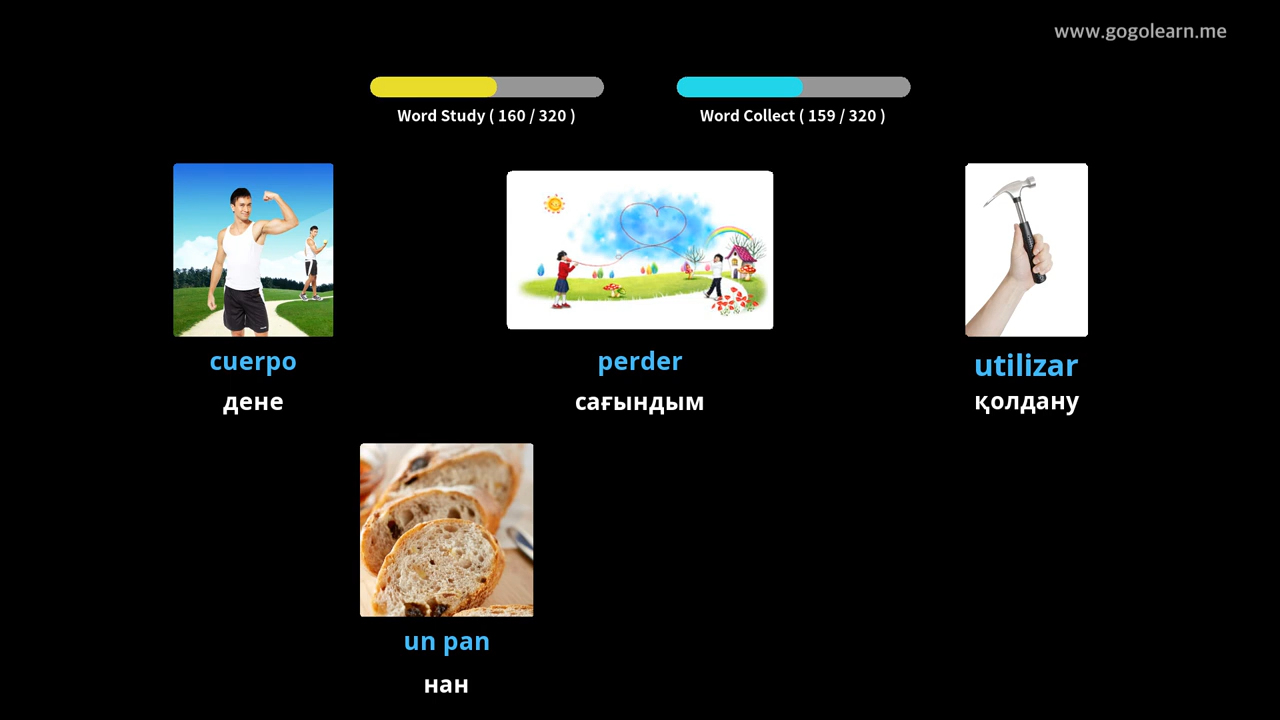 www.gogolearn.me
Word Study ( 160 / 320 )
Word Collect ( 159 / 320 )
cuerpo
дене
perder
сағындым
utilizar
қолдану
un pan
нан